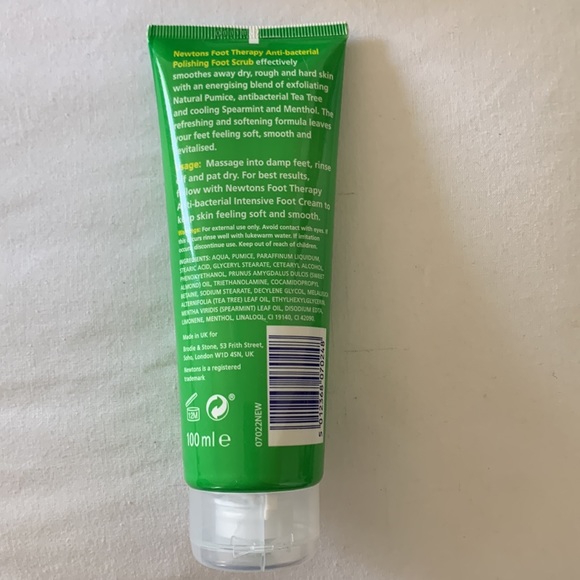 Newtons Foot Therapy Anti-bacterial
Polishing Foot Scrub effectively
smoothes away dry, rough and hard skin
with an energising blend of exfoliating
Natural Pumice, antibacterial Tea Tree
and cooling Spearmint and Menthol. The
refreshing and softening formula leaves
your feet feeling soft, smooth and
revitalised.
Usage: Massage into damp feet, rinse
off and pat dry. For best results,
follow with Newtons Foot Therapy
Anti-bacterial Intensive Foot Cream to
keep skin feeling soft and smooth.
Warnings: For external use only. Avoid contact with eyes. If
this occurs rinse well with lukewarm water. If irritation
occurs, discontinue use. Keep out of reach of children.
INGREDIENTS: AQUA, PUMICE, PARAFFINUM LIQUIDUM,
STEARIC ACID, GLYCERYL STEARATE, CETEARYL ALCOHOL,
PHENOXYETHANOL, PRUNUS AMYGDALUS DULCIS (SWEET
ALMOND) OIL, TRIETHANOLAMINE, COCAMIDOPROPYL
BETAINE, SODIUM STEARATE, DECYLENE GLYCOL, MELALEUCA
ALTERNIFOLIA (TEA TREE) LEAF OIL, ETHYLHEXYLGLYCERIN,
MENTHA VIRIDIS (SPEARMINT) LEAF OIL, DISODIUM EDTA,
LIMONENE, MENTHOL, LINALOOL, CI 19140, CI 42090.
Made in UK for
Brodie & Stone, 53 Frith Street,
Soho, London W1D 4SN, UK
Newtons is a registered
trademark
12M
®
100 ml e
07022NEW
5 012368 070248